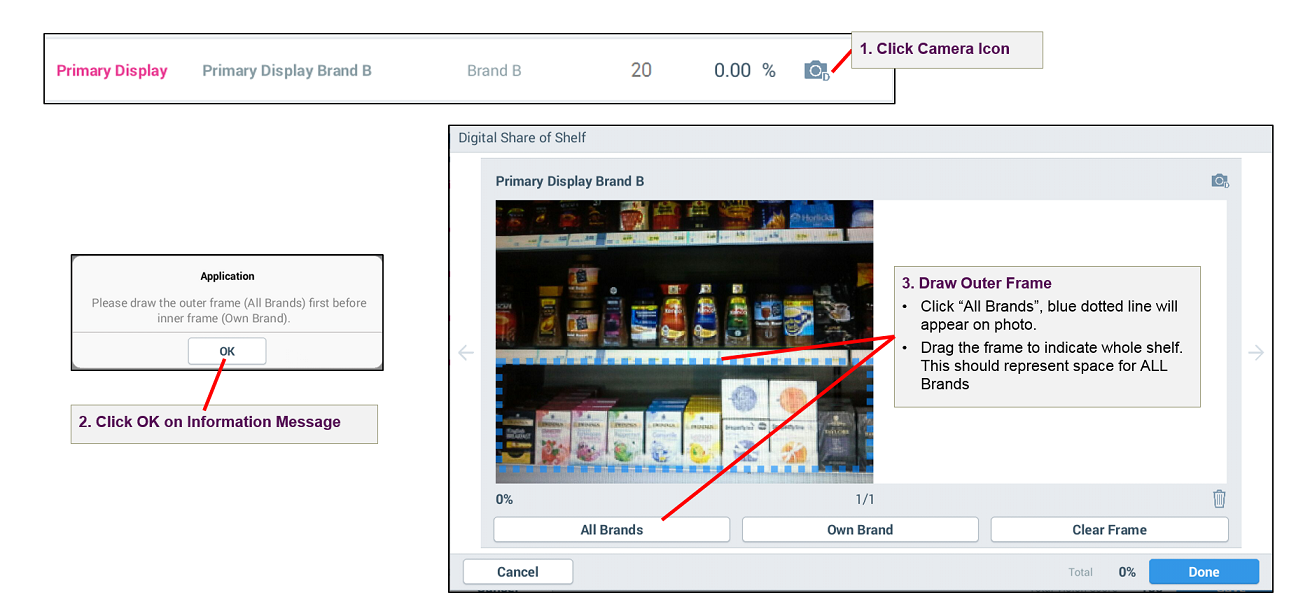 Primary Display Primary Display Brand B Brand B 20 0.00 % D
1. Click Camera Icon
Digital Share of Shelf
Primary Display Brand B
D
Horlicks
Kenco Kenco Kenco
Application
Please draw the outer frame (All Brands) first before
inner frame (Own Brand).
OK
2. Click OK on Information Message
3. Draw Outer Frame
• Click “All Brands”, blue dotted line will
appear on photo.
• Drag the frame to indicate whole shelf.
This should represent space for ALL
Brands
0% 1/1
All Brands Own Brand Clear Frame
Cancel Total 0% Done